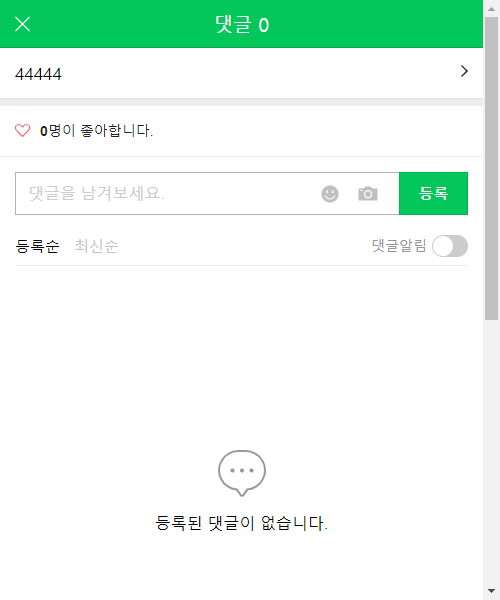 댓글 0
44444
0명이 좋아합니다.
댓글을 남겨보세요. 등록
등록순 최신순 댓글알림
등록된 댓글이 없습니다.